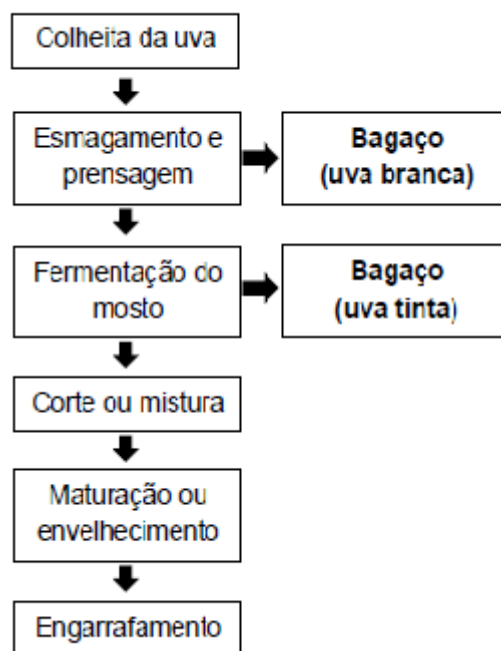 Colheita da uva
Esmagamento e
prensagem
Bagaço
(uva branca)
Fermentação do
mosto
Bagaço
(uva tinta)
Corte ou mistura
Maturação ou
envelhecimento
Engarrafamento